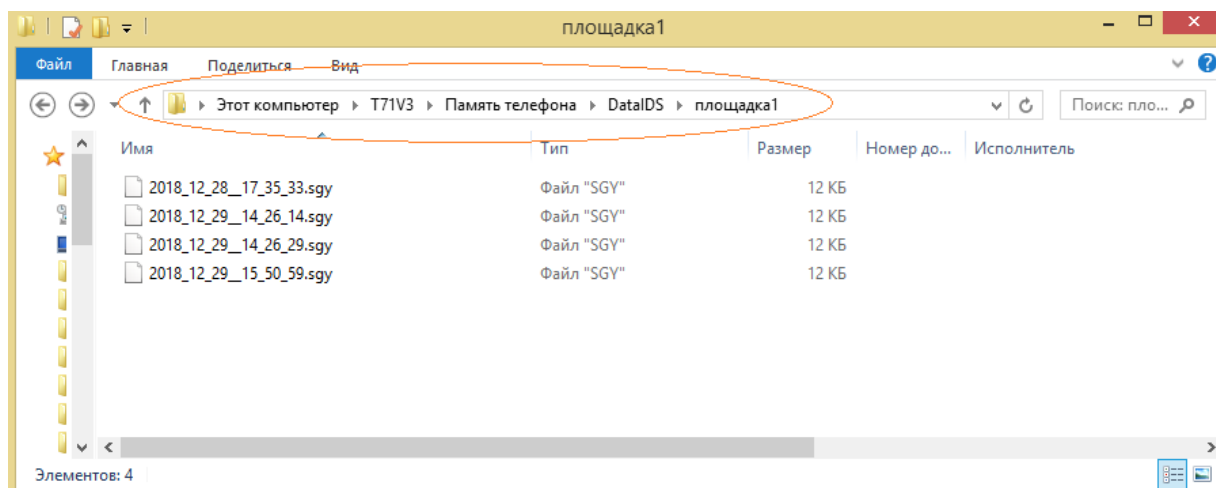 площадка1
Файл Главная Поделиться Вид
Этот компьютер Т71V3 Память телефона DataIDS площадка1 Поиск: пло...
Имя Тип Размер Номер до... Исполнитель
2018_12_28__17_35_33.sgy Файл "SGY" 12 КБ
2018_12_29__14_26_14.sgy Файл "SGY" 12 КБ
2018_12_29__14_26_29.sgy Файл "SGY" 12 КБ
2018_12_29__15_50_59.sgy Файл "SGY" 12 КБ
Элементов: 4